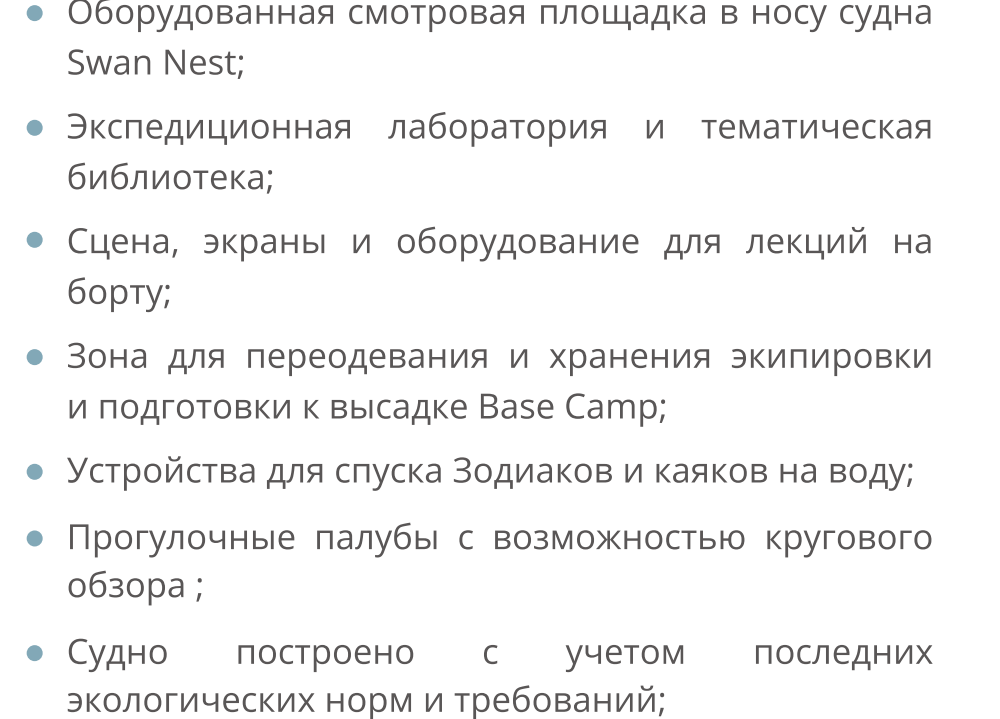 Оборудованная смотровая площадка в носу судна
Swan Nest;
Экспедиционная лаборатория и тематическая
библиотека;
Сцена, экраны и оборудование для лекций на
борту;
Зона для переодевания и хранения экипировки
и подготовки к высадке Base Camp;
Устройства для спуска Зодиаков и каяков на воду;
Прогулочные палубы с возможностью кругового
обзора ;
Судно построено с учетом последних
экологических норм и требований;